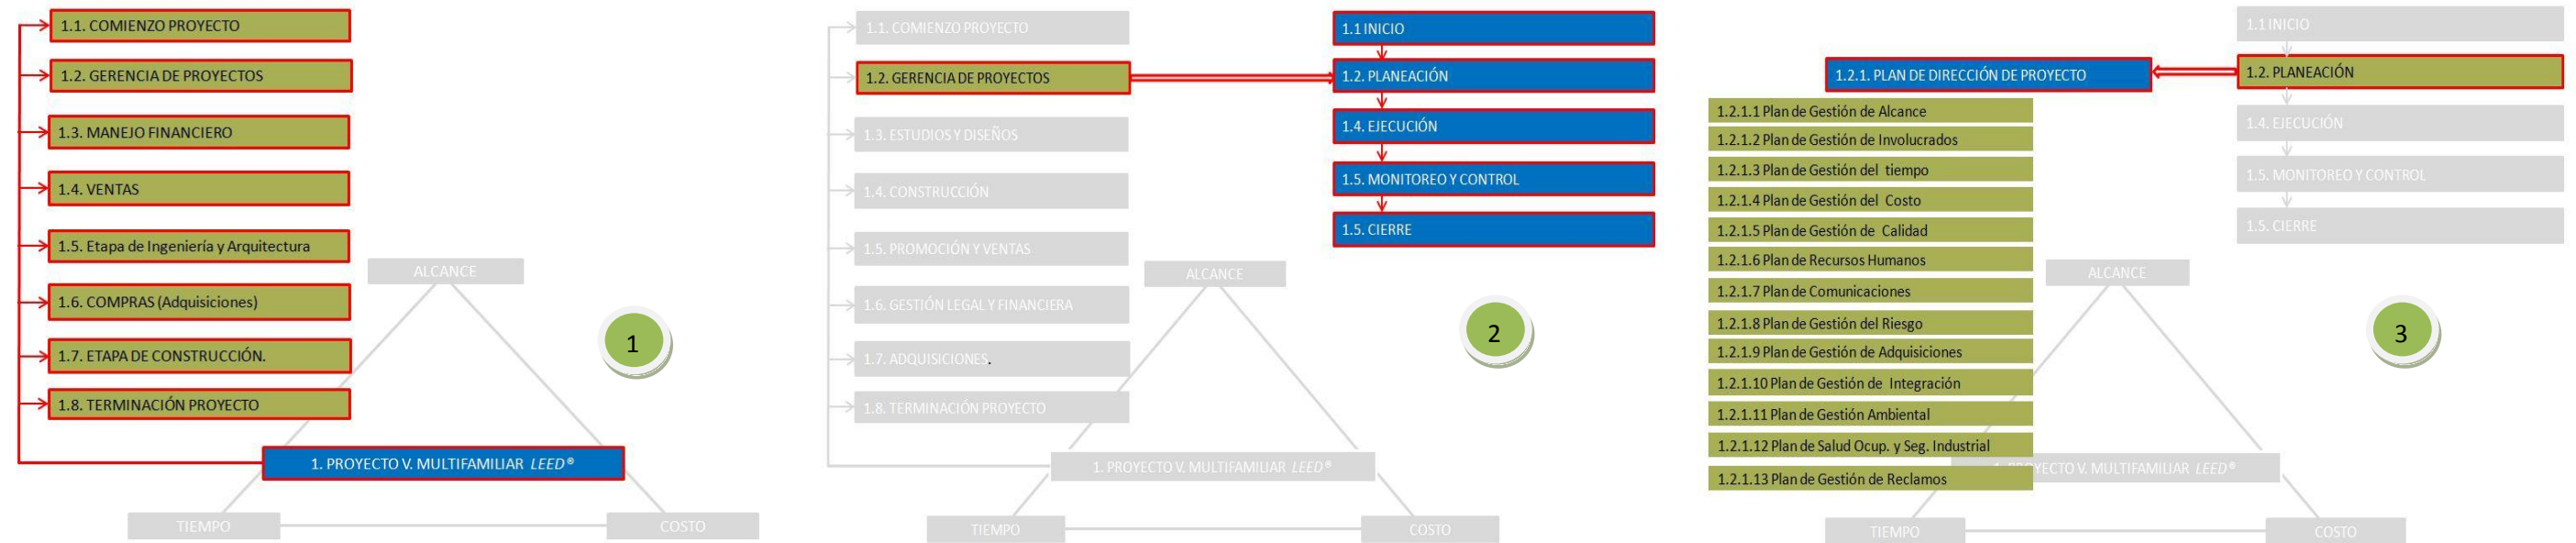 1.1. COMIENZO PROYECTO
1.2. GERENCIA DE PROYECTOS
1.3. MANEJO FINANCIERO
1.4. VENTAS
1.5. Etapa de Ingeniería y Arquitectura
1.6. COMPRAS (Adquisiciones)
1.7. ETAPA DE CONSTRUCCIÓN.
1.8. TERMINACIÓN PROYECTO
ALCANCE
1
1. PROYECTO V. MULTIFAMILIAR LEED®
TIEMPO
COSTO
1.1. COMIENZO PROYECTO
1.2. GERENCIA DE PROYECTOS
1.3. ESTUDIOS Y DISEÑOS
1.4. CONSTRUCCIÓN
1.5. PROMOCIÓN Y VENTAS
1.6. GESTIÓN LEGAL Y FINANCIERA
1.7. ADQUISICIONES.
1.8. TERMINACIÓN PROYECTO
1.1 INICIO
1.2. PLANEACIÓN
1.4. EJECUCIÓN
1.5. MONITOREO Y CONTROL
1.5. CIERRE
ALCANCE
2
1. PROYECTO V. MULTIFAMILIAR LEED®
TIEMPO
COSTO
1.2.1. PLAN DE DIRECCIÓN DE PROYECTO
1.2.1.1 Plan de Gestión de Alcance
1.2.1.2 Plan de Gestión de Involucrados
1.2.1.3 Plan de Gestión del tiempo
1.2.1.4 Plan de Gestión del Costo
1.2.1.5 Plan de Gestión de Calidad
1.2.1.6 Plan de Recursos Humanos
1.2.1.7 Plan de Comunicaciones
1.2.1.8 Plan de Gestión del Riesgo
1.2.1.9 Plan de Gestión de Adquisiciones
1.2.1.10 Plan de Gestión de Integración
1.2.1.11 Plan de Gestión Ambiental
1.2.1.12 Plan de Salud Ocup. y Seg. Industrial
1.2.1.13 Plan de Gestión de Reclamos
1.1 INICIO
1.2. PLANEACIÓN
1.4. EJECUCIÓN
1.5. MONITOREO Y CONTROL
1.5. CIERRE
ALCANCE
3
V. MULTIFAMILIAR LEED®
TIEMPO
COSTO